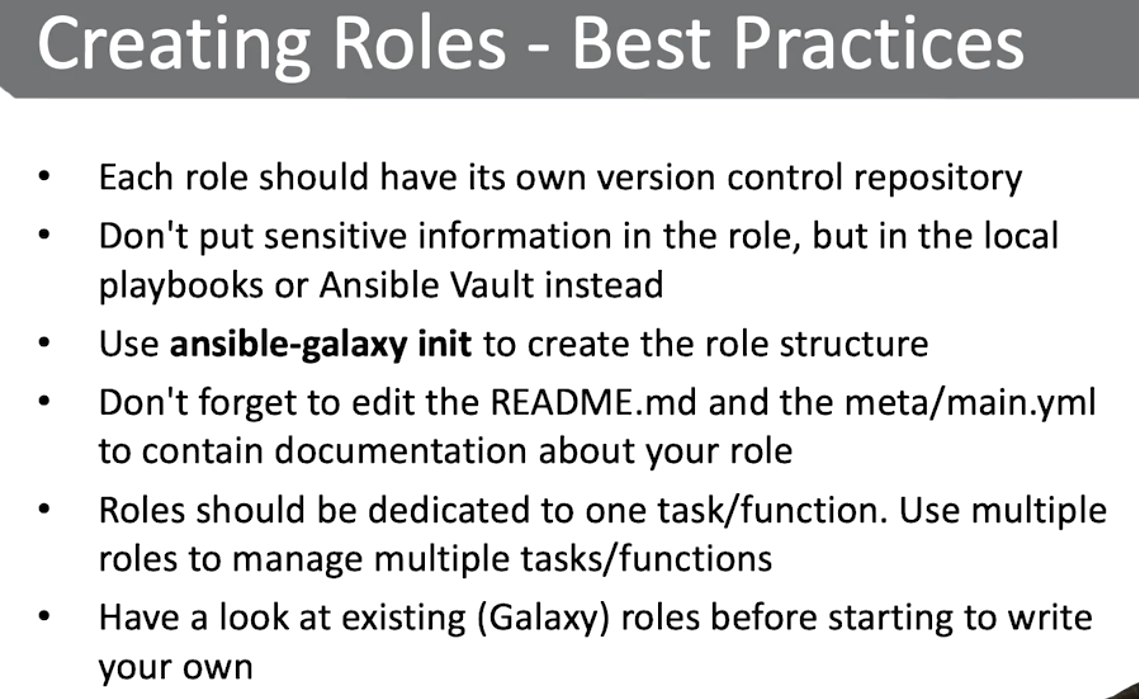 Creating Roles - Best Practices
• Each role should have its own version control repository
• Don't put sensitive information in the role, but in the local
playbooks or Ansible Vault instead
• Use ansible-galaxy init to create the role structure
• Don't forget to edit the README.md and the meta/main.yml
to contain documentation about your role
• Roles should be dedicated to one task/function. Use multiple
roles to manage multiple tasks/functions
• Have a look at existing (Galaxy) roles before starting to write
your own